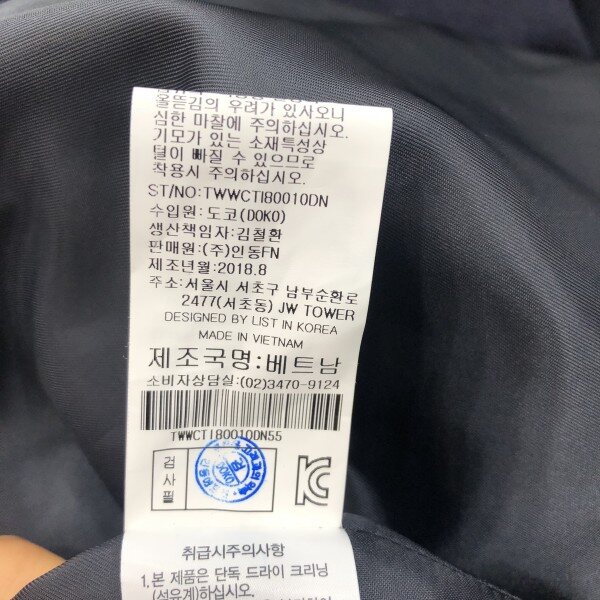 올뜯김의 우려가 있사오니
심한 마찰에 주의하십시오.
기모가 있는 소재특성상
털이 빠질 수 있으므로
착용시 주의하십시오.
ST/NO:TWWCTI80010DN
수입원:도코(DOKO)
생산책임자:김철환
판매원:(주)인동FN
제조년월:2018.8
주소:서울시 서초구 남부순환로
2477(서초동) JW TOWER
DESIGNED BY LIST IN KOREA
MADE IN VIETNAM
제조국명:베트남
소비자상담실:(02)3470-9124
TWWCTI80010DN55
검사필
취급시주의사항
1.본 제품은 단독 드라이 크리닝
(석유계)하십시오.